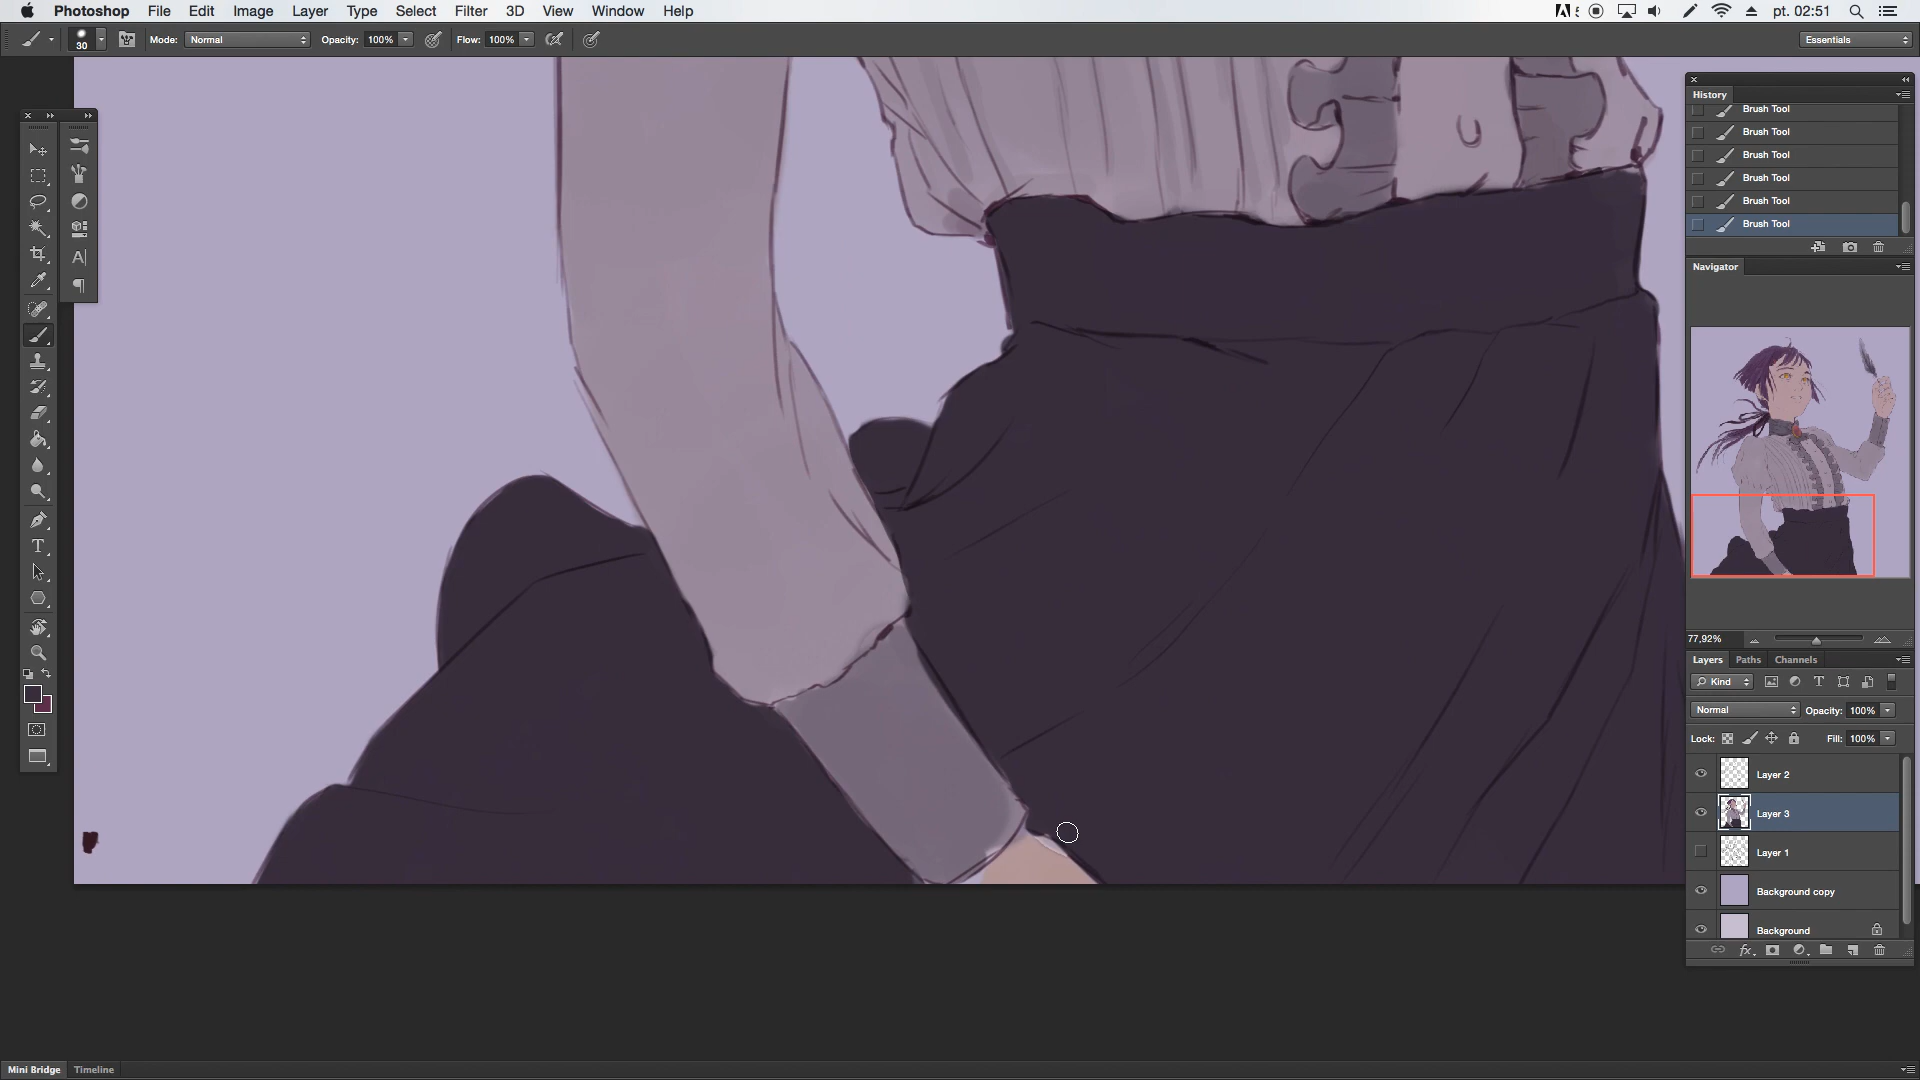 Photoshop File Edit Image Layer Type Select Filter 3D View Window Help pt. 02:51
30 Mode: Normal Opacity: 100% Flow: 100% Essentials
History
Brush Tool
Brush Tool
Brush Tool
Brush Tool
Brush Tool
Brush Tool
Navigator
77,92%
Layers Paths Channels
Kind
Normal Opacity: 100%
Lock: Fill: 100%
Layer 2
Layer 3
Layer 1
Background copy
Background
fx
Mini Bridge Timeline